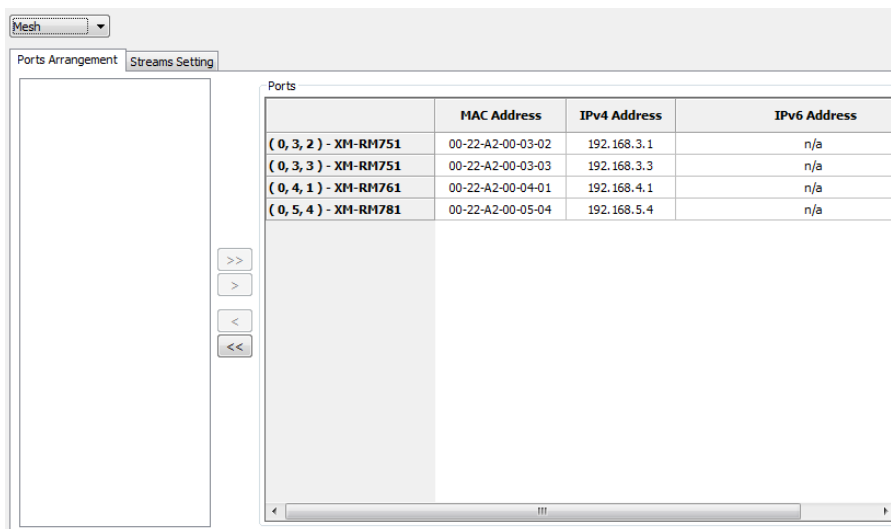 Mesh
Ports Arrangement Streams Setting
Ports
MAC Address IPv4 Address IPv6 Address
( 0, 3, 2 ) - XM-RM751 00-22-A2-00-03-02 192.168.3.1 n/a
( 0, 3, 3 ) - XM-RM751 00-22-A2-00-03-03 192.168.3.3 n/a
( 0, 4, 1 ) - XM-RM761 00-22-A2-00-04-01 192.168.4.1 n/a
( 0, 5, 4 ) - XM-RM781 00-22-A2-00-05-04 192.168.5.4 n/a
>>
>
<
<<